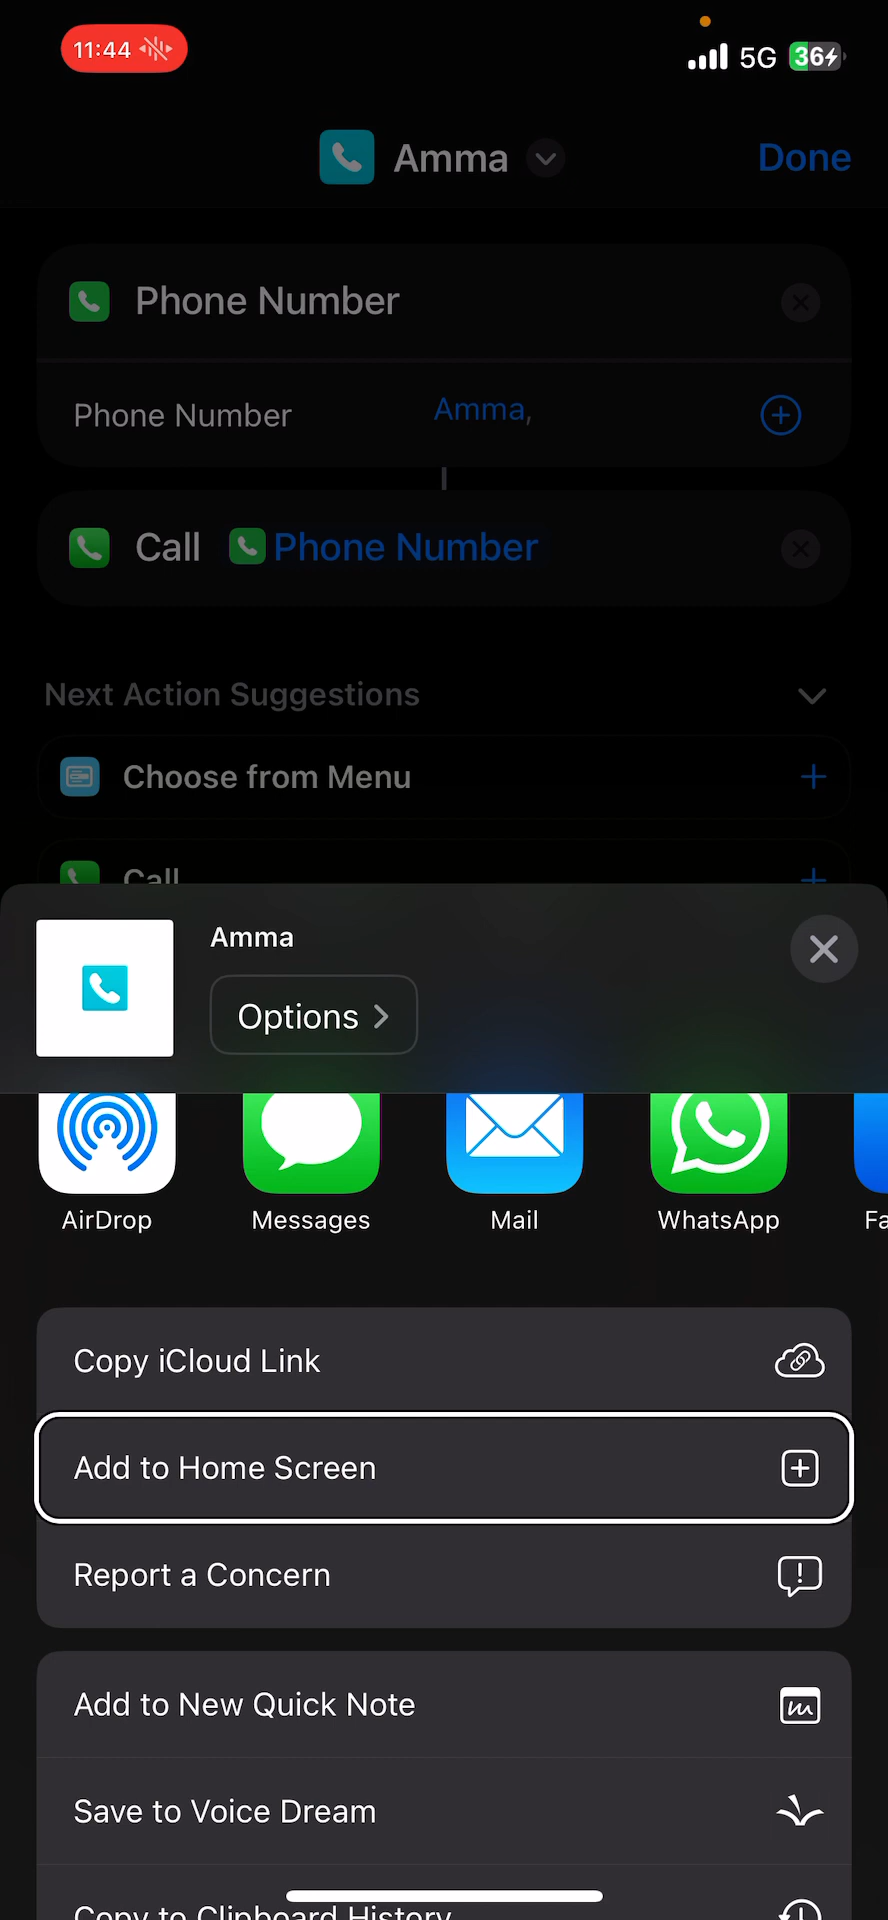 11:44
5G
36
Amma
Done
Phone Number
Phone Number
Amma,
Call Phone Number
Next Action Suggestions
Choose from Menu
Call
Amma
Options
AirDrop
Messages
Mail
WhatsApp
Fa
Copy iCloud Link
Add to Home Screen
Report a Concern
Add to New Quick Note
Save to Voice Dream
Copy to Clipboard History